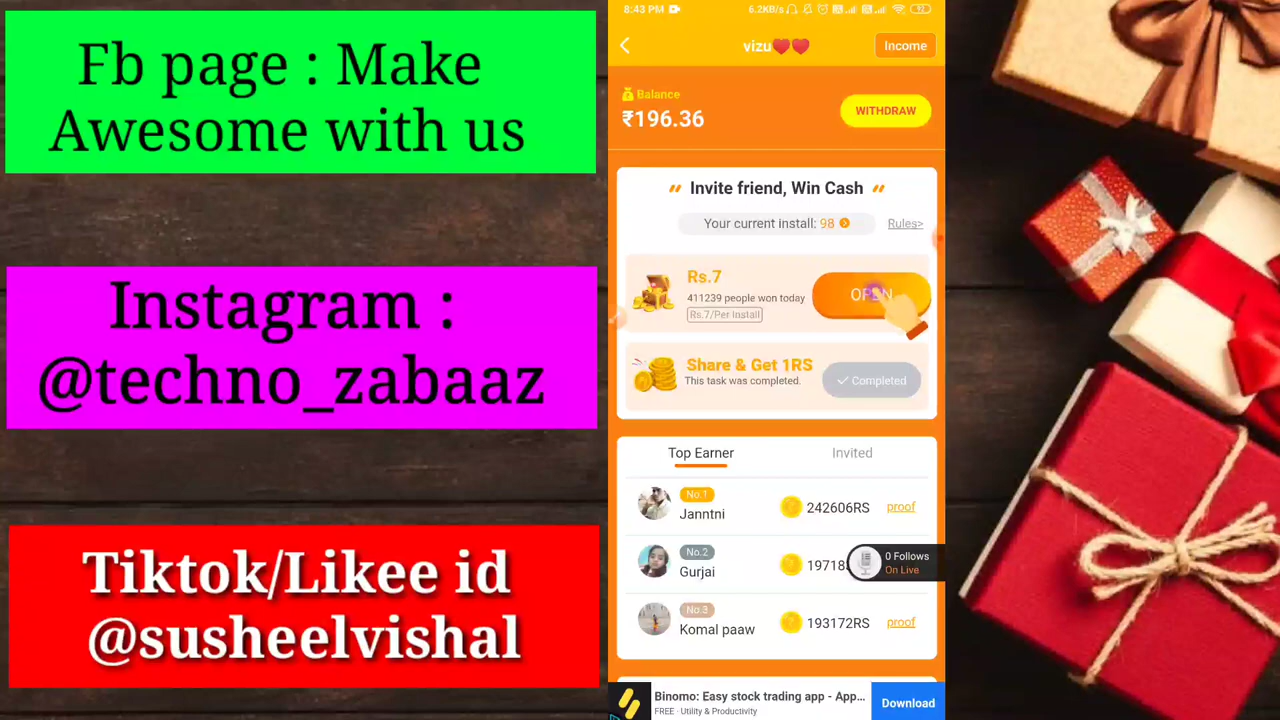 Fb page : Make
Awesome with us
Instagram :
@techno_zabaaz
Tiktok/Likee id
@susheelvishal
8:43 PM
6.2KB/s
92
vizu❤️❤️
Income
Balance
₹196.36
WITHDRAW
Invite friend, Win Cash
Your current install: 98
Rules>
Rs.7
411239 people won today
Rs.7/Per Install
OPEN
Share & Get 1RS
This task was completed.
Completed
Top Earner
Invited
No.1
Janntni
242606RS
proof
No.2
Gurjai
0 Follows
On Live
No.3
Komal paaw
193172RS
proof
Binomo: Easy stock trading app - App...
FREE · Utility & Productivity
Download